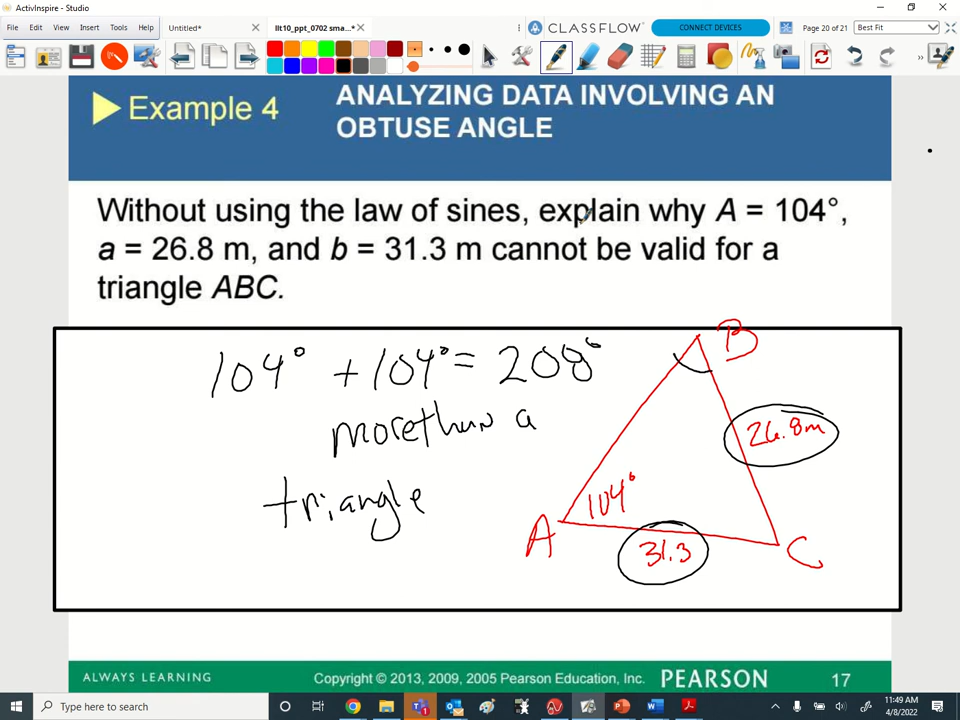 ActivInspire - Studio
File Edit View Insert Tools Help Untitled* llt10_ppt_0702 sma...* CLASSFLOW CONNECT DEVICES Page 20 of 21 Best Fit
Example 4
ANALYZING DATA INVOLVING AN
OBTUSE ANGLE
Without using the law of sines, explain why A = 104°,
a = 26.8 m, and b = 31.3 m cannot be valid for a
triangle ABC.
104° + 104° = 208°
more than a
triangle
B
26.8m
104°
A
31.3
C
ALWAYS LEARNING Copyright © 2013, 2009, 2005 Pearson Education, Inc. PEARSON 17
Type here to search
11:49 AM
4/8/2022